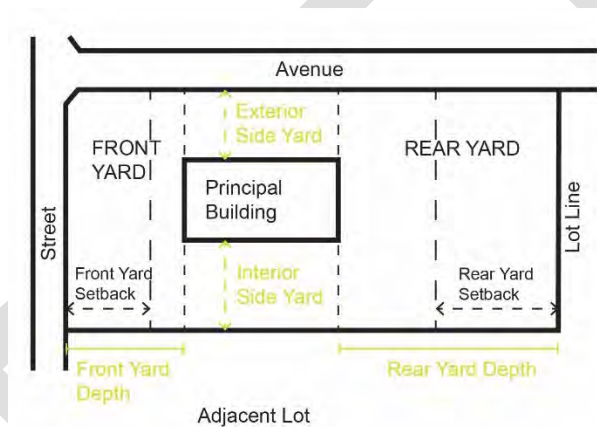 Avenue
Exterior
Side Yard
FRONT
YARD
REAR YARD
Principal
Building
Street
Lot Line
Front Yard
Setback
Interior
Side Yard
Rear Yard
Setback
Front Yard
Depth
Rear Yard Depth
Adjacent Lot